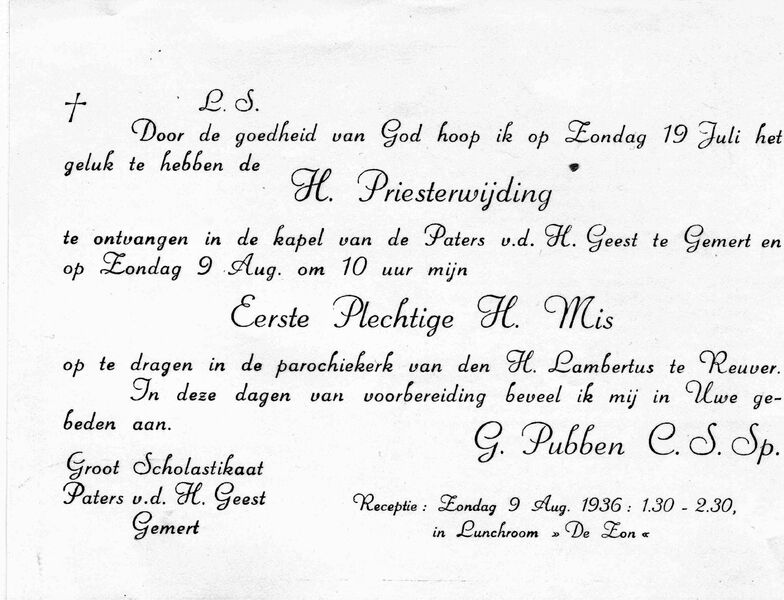 † L. S.
Door de goedheid van God hoop ik op Zondag 19 Juli het
geluk te hebben de
H. Priesterwijding
te ontvangen in de kapel van de Paters v.d. H. Geest te Gemert en
op Zondag 9 Aug. om 10 uur mijn
Eerste Plechtige H. Mis
op te dragen in de parochiekerk van den H. Lambertus te Reuver.
In deze dagen van voorbereiding beveel ik mij in Uwe ge-
beden aan.
G. Pubben C. S. Sp.
Groot Scholastikaat
Paters v.d. H. Geest
Gemert
Receptie : Zondag 9 Aug. 1936 : 1.30 - 2.30,
in Lunchroom » De Zon «